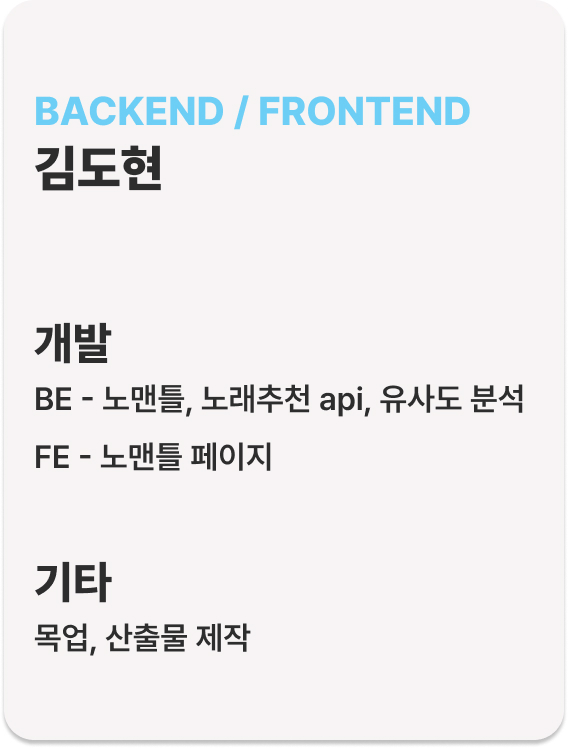 BACKEND / FRONTEND
김도현
개발
BE - 노맨틀, 노래추천 api, 유사도 분석
FE - 노맨틀 페이지
기타
목업, 산출물 제작